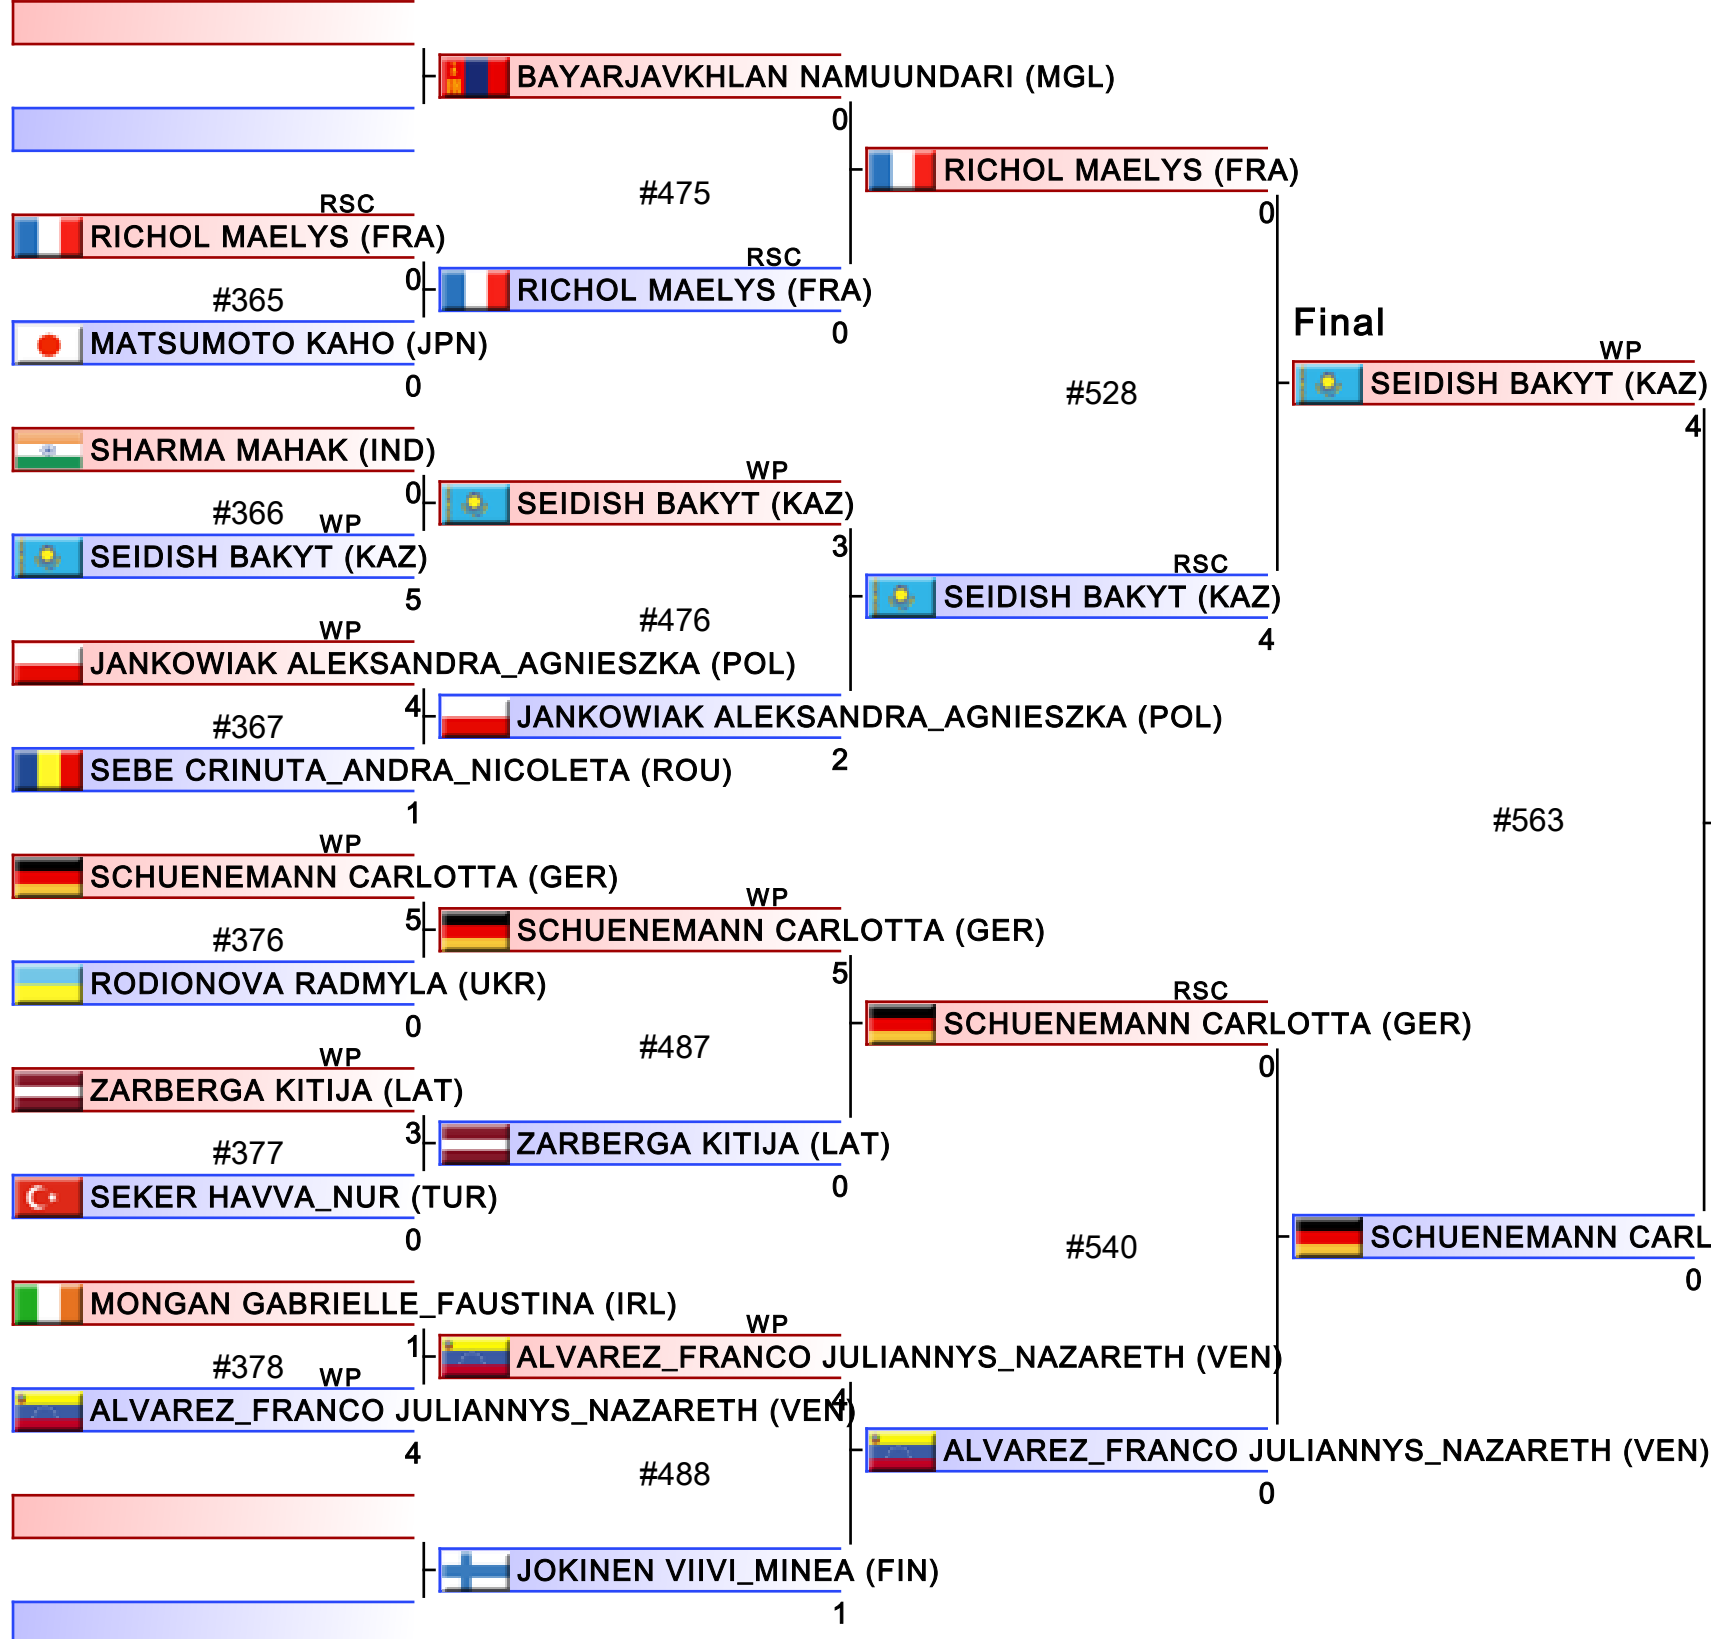 BAYARJAVKHLAN NAMUUNDARI (MGL)
0
RICHOL MAELYS (FRA)
0
#475
RSC
RICHOL MAELYS (FRA)
0
#365
RSC
RICHOL MAELYS (FRA)
0
MATSUMOTO KAHO (JPN)
0
Final
WP
SEIDISH BAKYT (KAZ)
4
#528
SHARMA MAHAK (IND)
0
#366
WP
SEIDISH BAKYT (KAZ)
5
WP
SEIDISH BAKYT (KAZ)
3
RSC
SEIDISH BAKYT (KAZ)
4
#476
WP
JANKOWIAK ALEKSANDRA_AGNIESZKA (POL)
4
#367
JANKOWIAK ALEKSANDRA_AGNIESZKA (POL)
2
SEBE CRINUTA_ANDRA_NICOLETA (ROU)
1
#563
WP
SCHUENEMANN CARLOTTA (GER)
5
#376
WP
SCHUENEMANN CARLOTTA (GER)
5
RODIONOVA RADMYLA (UKR)
0
RSC
SCHUENEMANN CARLOTTA (GER)
0
#487
WP
ZARBERGA KITIJA (LAT)
3
#377
ZARBERGA KITIJA (LAT)
0
SEKER HAVVA_NUR (TUR)
0
#540
SCHUENEMANN CARL
0
MONGAN GABRIELLE_FAUSTINA (IRL)
1
#378
WP
ALVAREZ_FRANCO JULIANNYS_NAZARETH (VEN)
4
WP
ALVAREZ_FRANCO JULIANNYS_NAZARETH (VEN)
4
ALVAREZ_FRANCO JULIANNYS_NAZARETH (VEN)
0
#488
JOKINEN VIIVI_MINEA (FIN)
1